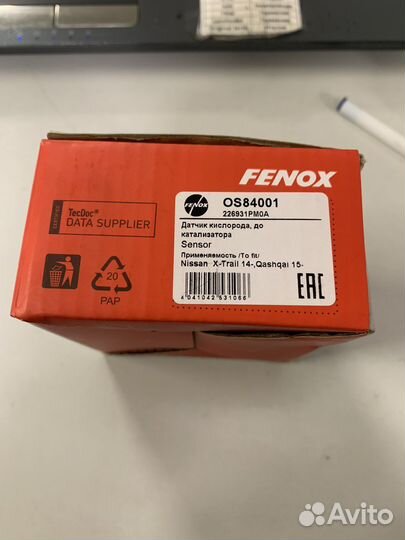 FENOX
CERTIFIED
TecDoc®
DATA SUPPLIER
FENOX
OS84001
226931PM0A
Датчик кислорода, до
катализатора
Sensor
Применяемость /To fit/
Nissan X-Trail 14-,Qashqai 15-
EAC
4 041042 531066
20
PAP
Avito